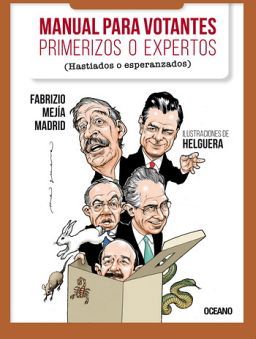 MANUAL PARA VOTANTES
PRIMERIZOS O EXPERTOS
(Hastiados o esperanzados)
FABRIZIO
MEJÍA
MADRID
ILUSTRACIONES DE
HELGUERA
OCEANO